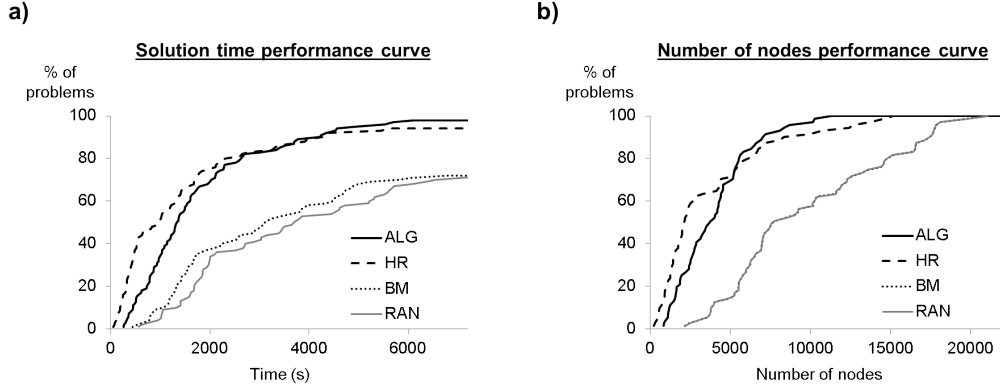 a)
Solution time performance curve
% of
problems
100
80
60
40
20
0
0 2000 4000 6000
Time (s)
ALG
HR
BM
RAN
b)
Number of nodes performance curve
% of
problems
100
80
60
40
20
0
0 5000 10000 15000 20000
Number of nodes
ALG
HR
BM
RAN